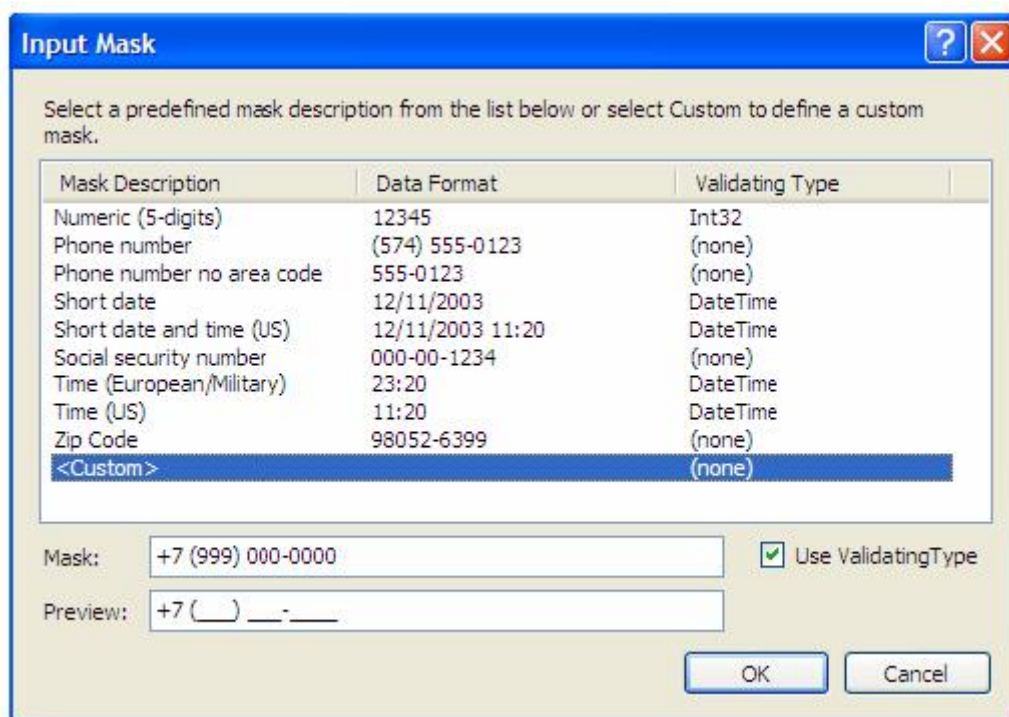 Input Mask
Select a predefined mask description from the list below or select Custom to define a custom
mask.
Mask Description Data Format Validating Type
Numeric (5-digits) 12345 Int32
Phone number (574) 555-0123 (none)
Phone number no area code 555-0123 (none)
Short date 12/11/2003 DateTime
Short date and time (US) 12/11/2003 11:20 DateTime
Social security number 000-00-1234 (none)
Time (European/Military) 23:20 DateTime
Time (US) 11:20 DateTime
Zip Code 98052-6399 (none)
<Custom> (none)
Mask: +7 (999) 000-0000 Use ValidatingType
Preview: +7 (___) ___-____
OK Cancel